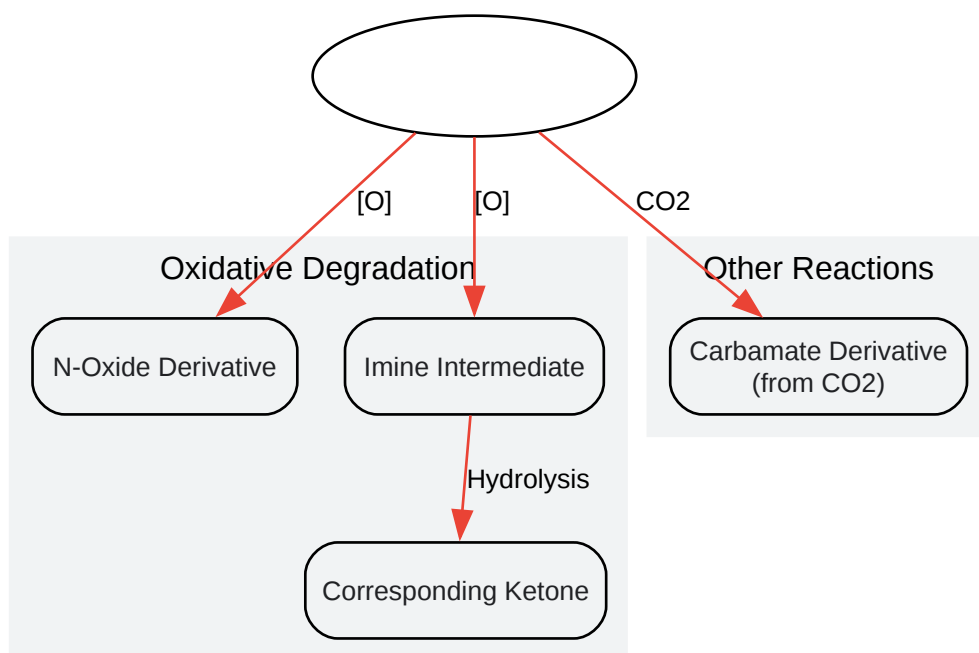 [O]
[O]
CO2
Oxidative Degradation
Other Reactions
N-Oxide Derivative
Imine Intermediate
Carbamate Derivative
(from CO2)
Hydrolysis
Corresponding Ketone